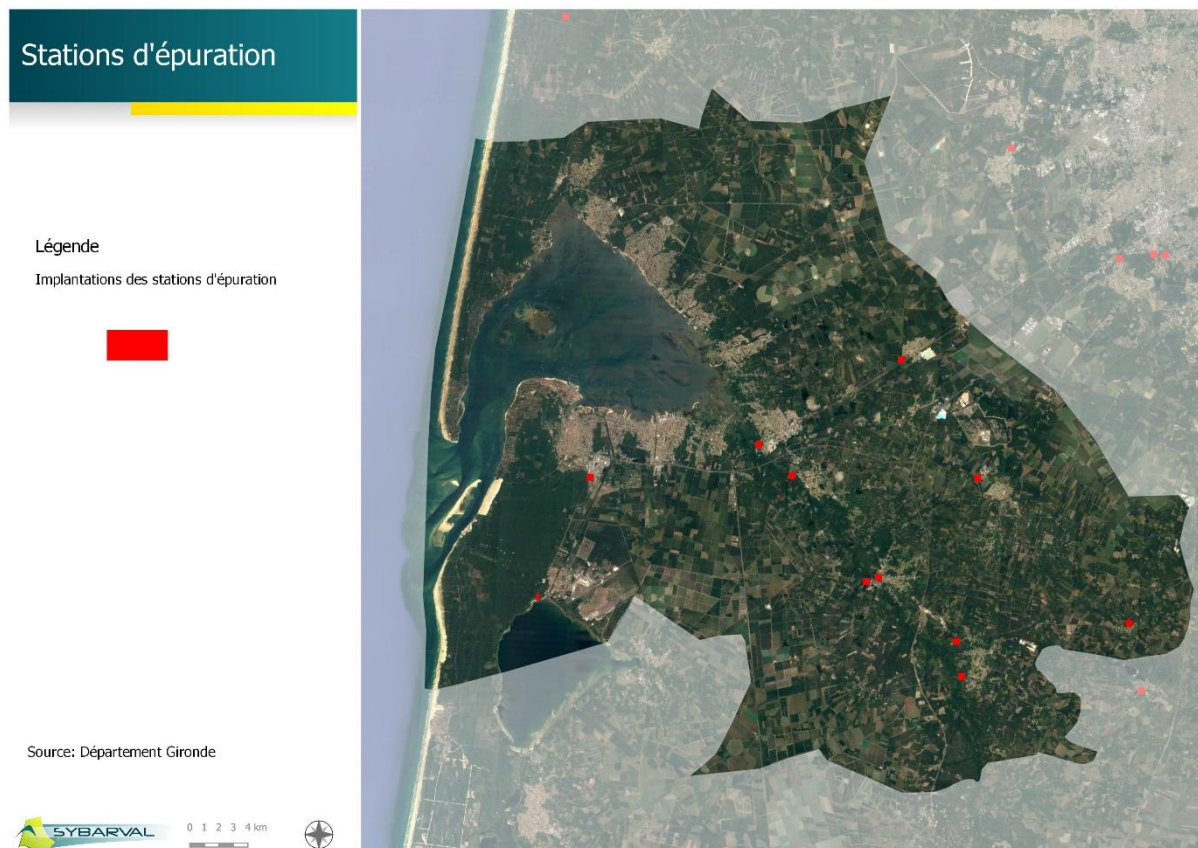 Stations d'épuration
Légende
Implantations des stations d'épuration
Source: Département Gironde
SYBARVAL
0 1 2 3 4 km